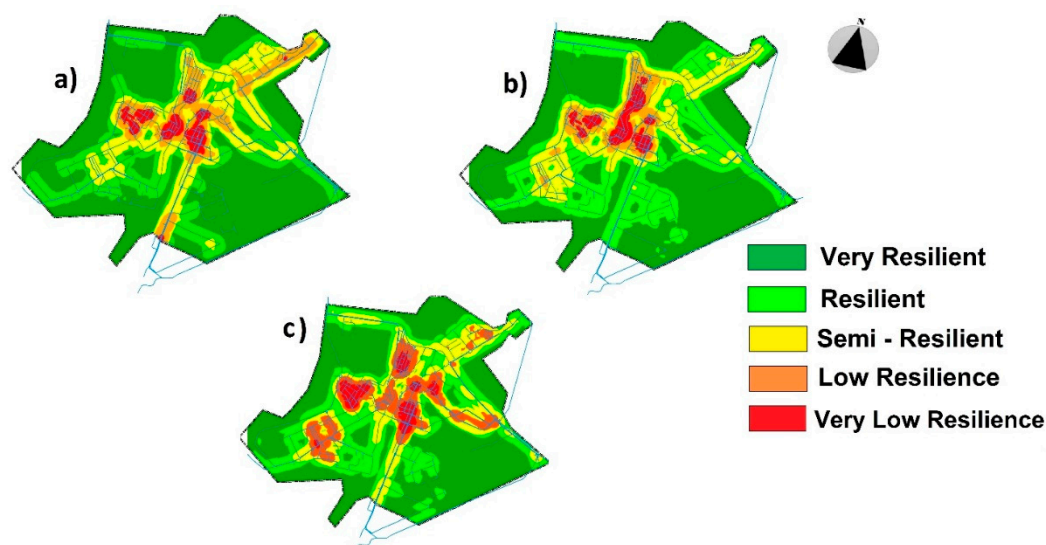 a)
b)
N
c)
Very Resilient
Resilient
Semi - Resilient
Low Resilience
Very Low Resilience